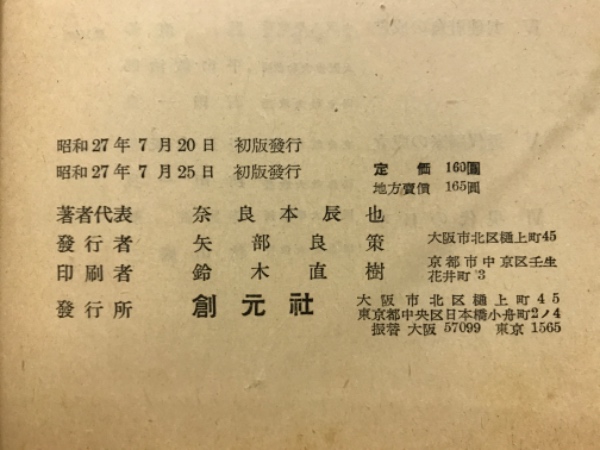 昭和27年7月20日 初版發行
昭和27年7月25日 初版發行 定價 160圓
地方賣價 165圓
著者代表 奈良本辰也
發行者 矢部良策 大阪市北区樋上町45
印刷者 鈴木直樹 京都市中京区壬生
花井町3
發行所 創元社 大阪市北区樋上町45
東京都中央区日本橋小舟町2ノ4
振替 大阪 57099 東京 1565